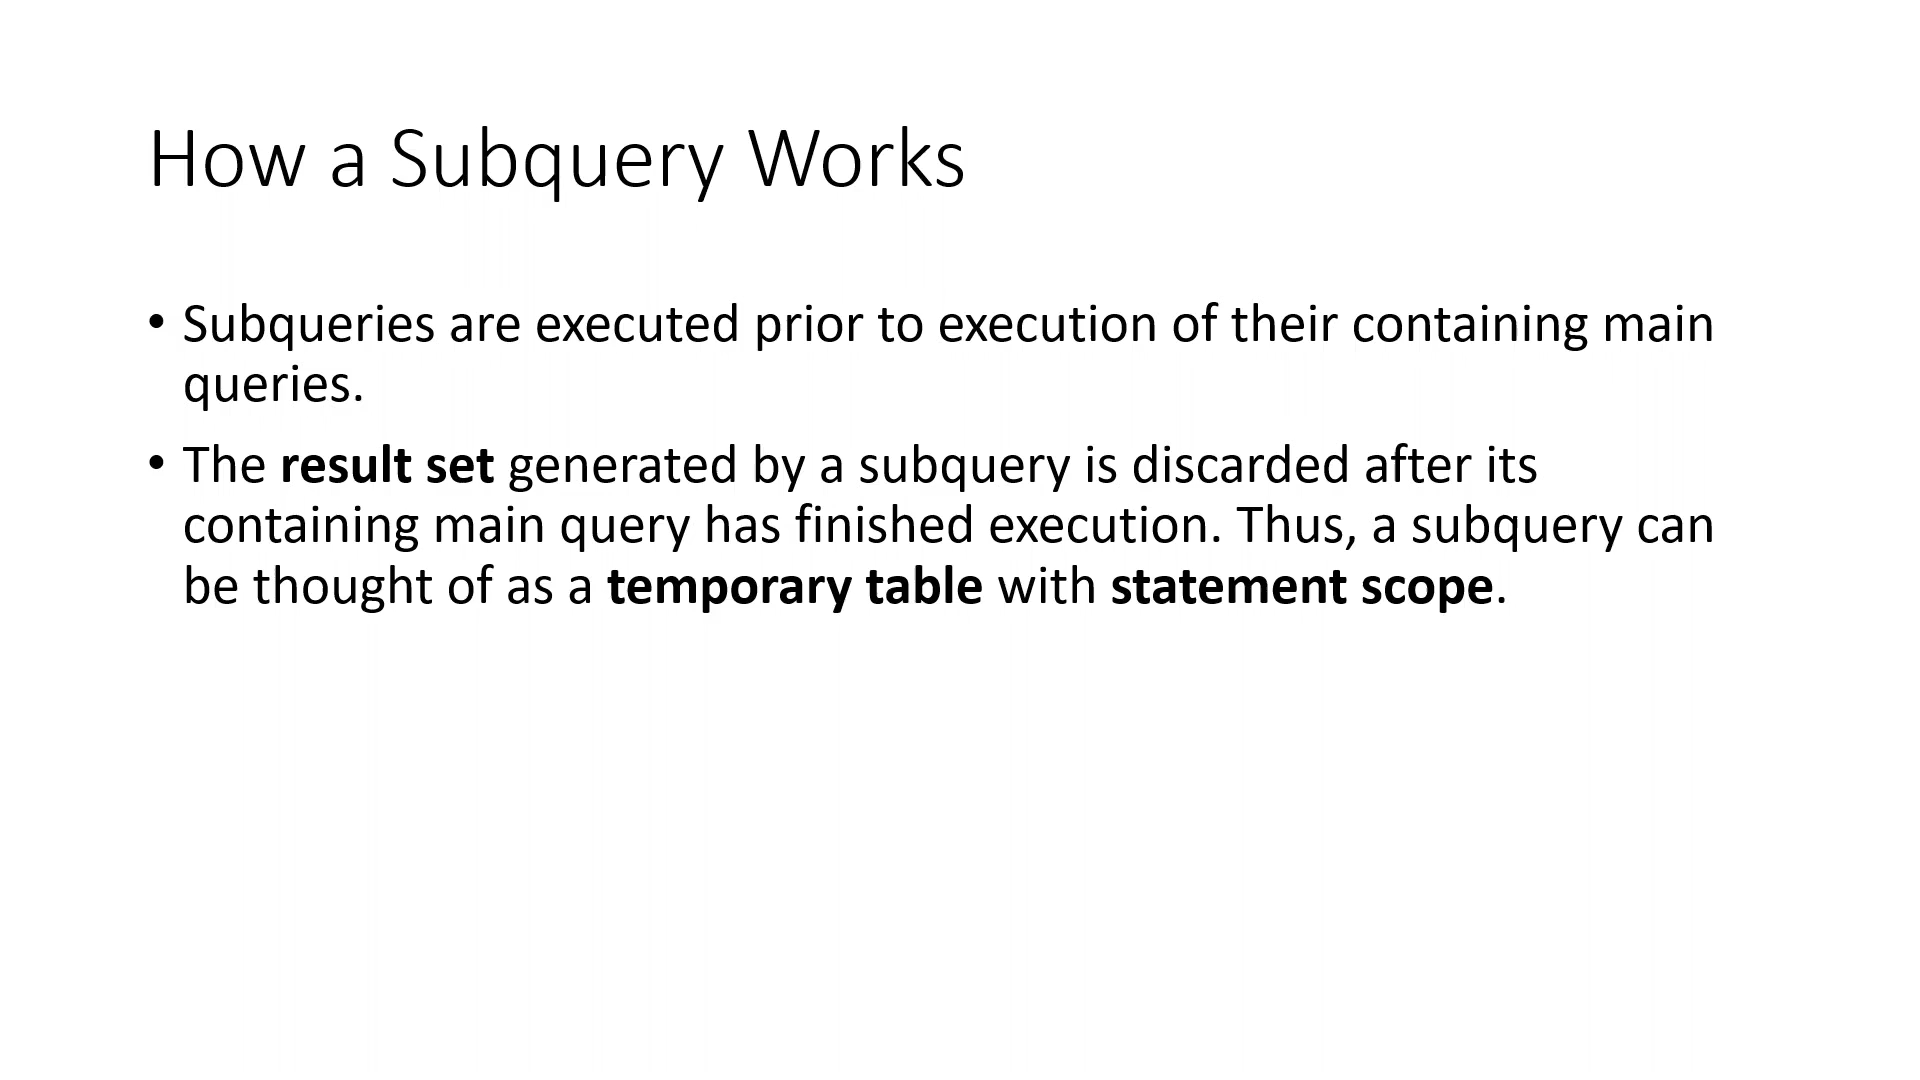 How a Subquery Works
• Subqueries are executed prior to execution of their containing main
queries.
• The result set generated by a subquery is discarded after its
containing main query has finished execution. Thus, a subquery can
be thought of as a temporary table with statement scope.